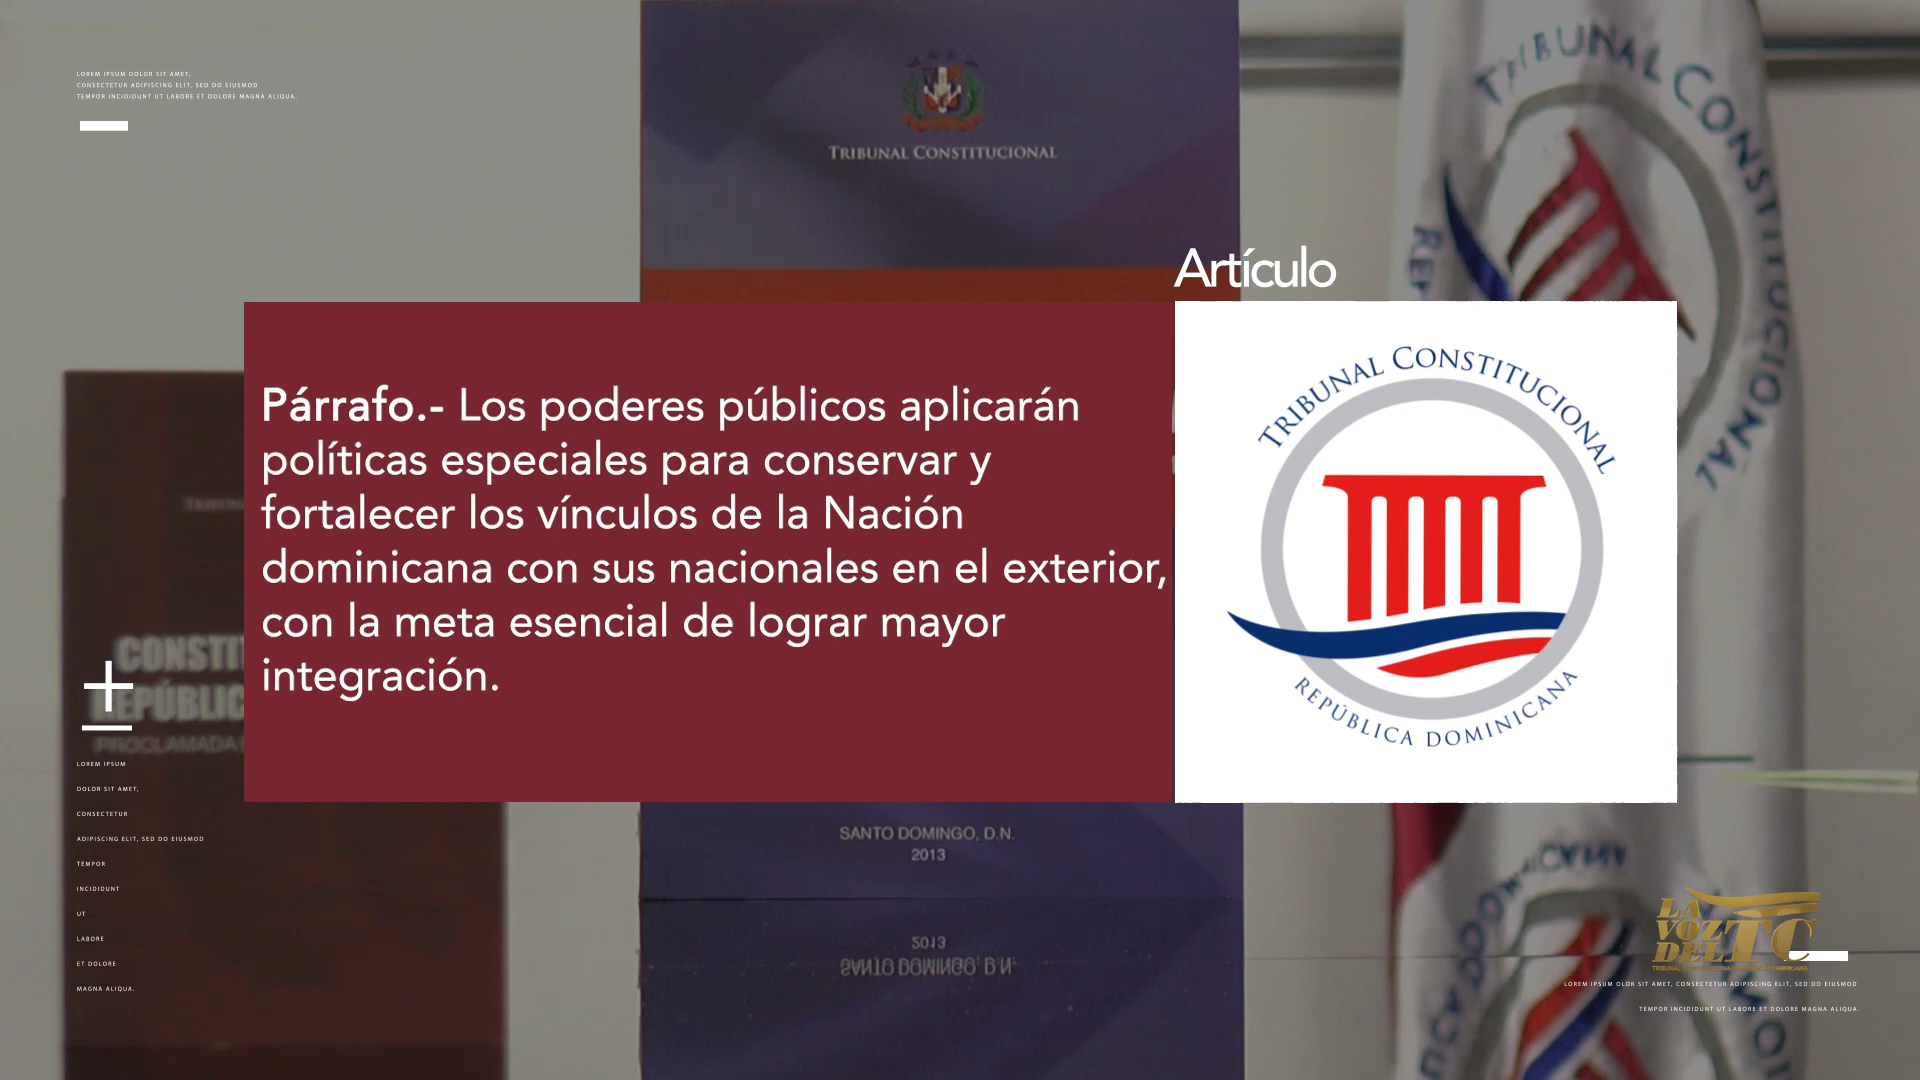 LOREM IPSUM DOLOR SIT AMET,
CONSECTETUR ADIPISCING ELIT, SED DO EIUSMOD
TEMPOR INCIDIDUNT UT LABORE ET DOLORE MAGNA ALIQUA.
TRIBUNAL CONSTITUCIONAL
TRIBUNAL CONSTITUCIONAL
Artículo
Párrafo.- Los poderes públicos aplicarán
políticas especiales para conservar y
fortalecer los vínculos de la Nación
dominicana con sus nacionales en el exterior,
con la meta esencial de lograr mayor
integración.
TRIBUNAL CONSTITUCIONAL
REPÚBLICA DOMINICANA
PROCLAMADA
LOREM IPSUM
DOLOR SIT AMET,
CONSECTETUR
ADIPISCING ELIT, SED DO EIUSMOD
TEMPOR
INCIDIDUNT
UT
LABORE
ET DOLORE
MAGNA ALIQUA.
SANTO DOMINGO, D.N.
2013
LA
VOZ
DEL TC
LOREM IPSUM OLOR SIT AMET, CONSECTETUR ADIPISCING ELIT, SED DO EIUSMOD
TEMPOR INCIDIDUNT UT LABORE ET DOLORE MAGNA ALIQUA.